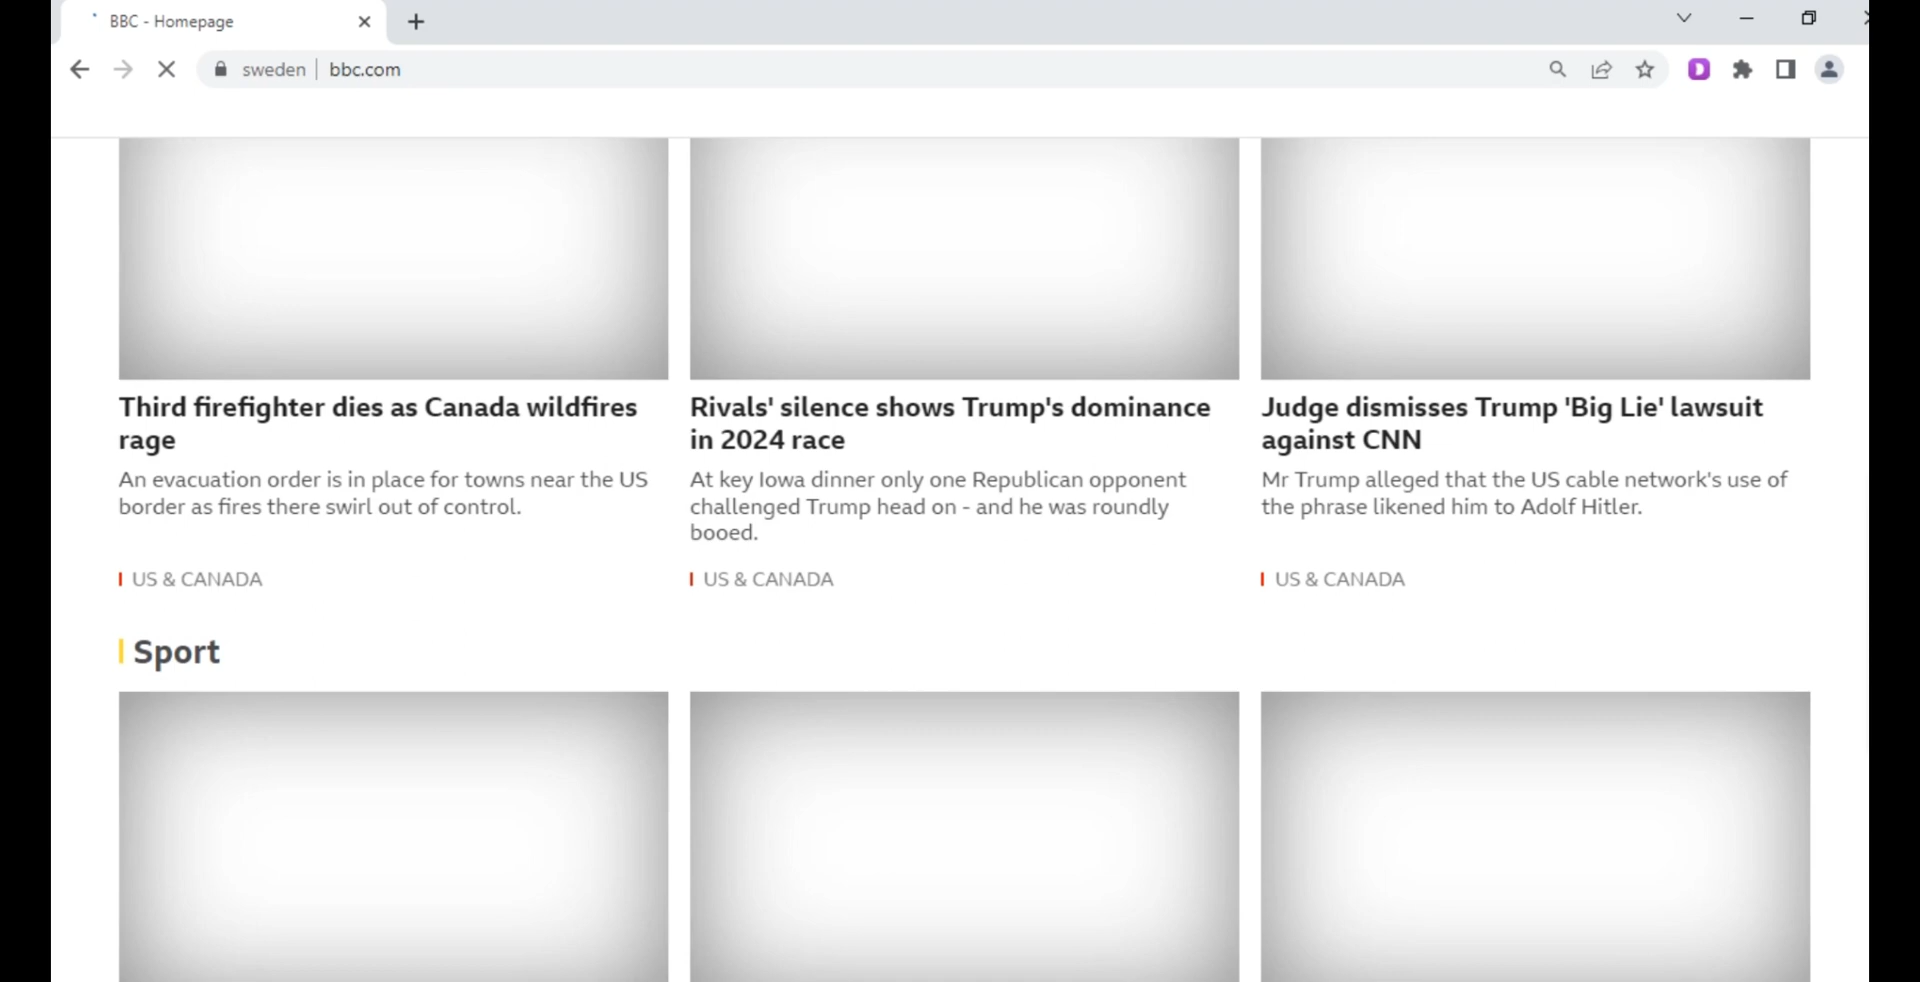 BBC - Homepage
sweden | bbc.com
Third firefighter dies as Canada wildfires
rage
An evacuation order is in place for towns near the US
border as fires there swirl out of control.
US & CANADA
Rivals' silence shows Trump's dominance
in 2024 race
At key Iowa dinner only one Republican opponent
challenged Trump head on - and he was roundly
booed.
US & CANADA
Judge dismisses Trump 'Big Lie' lawsuit
against CNN
Mr Trump alleged that the US cable network's use of
the phrase likened him to Adolf Hitler.
US & CANADA
Sport